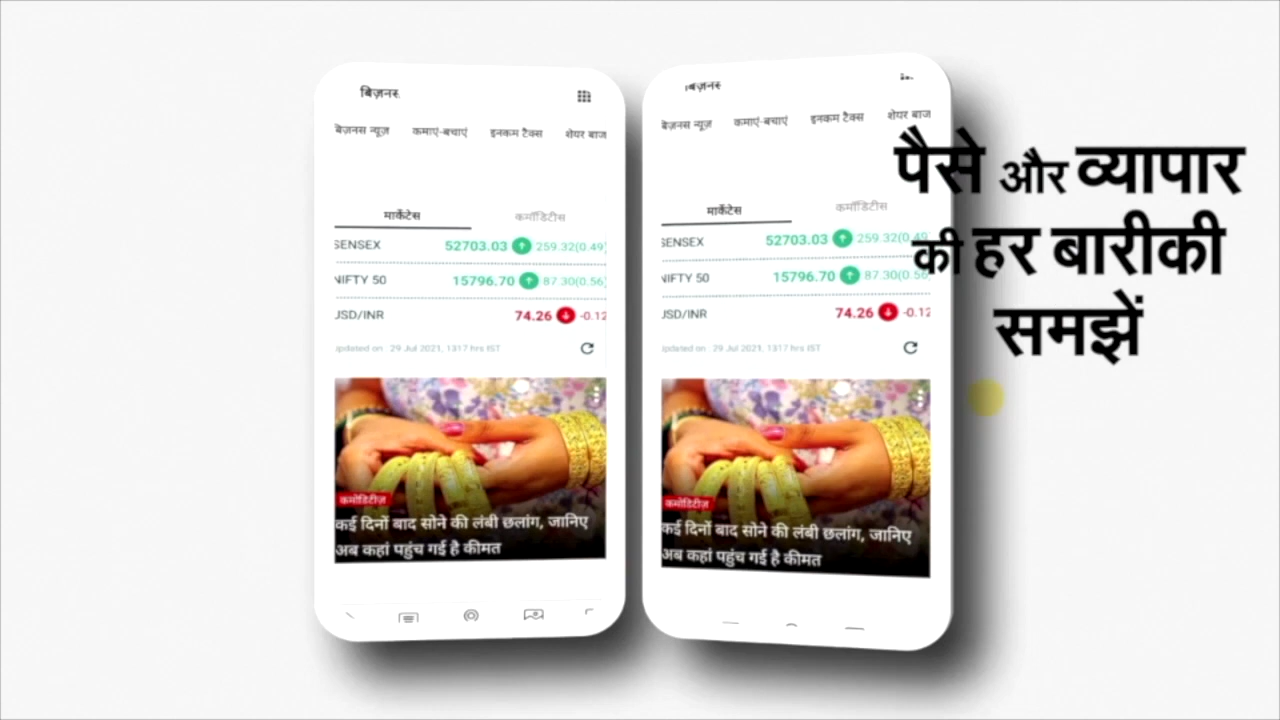 बिज़नस
बिज़नस न्यूज़ कमाएं-बचाएं इनकम टैक्स शेयर बाज
मार्केटेस कमॉडिटीस
SENSEX 52703.03 259.32(0.49)
NIFTY 50 15796.70 87.30(0.56)
USD/INR 74.26 -0.12
updated on : 29 Jul 2021, 1317 hrs IST
कमोडिटीज़
कई दिनों बाद सोने की लंबी छलांग, जानिए
अब कहां पहुंच गई है कीमत
बिज़नस
बिज़नस न्यूज़ कमाएं-बचाएं इनकम टैक्स शेयर बाज
मार्केटेस कमॉडिटीस
SENSEX 52703.03 259.32(0.49)
NIFTY 50 15796.70 87.30(0.56)
USD/INR 74.26 -0.12
updated on : 29 Jul 2021, 1317 hrs IST
कमोडिटीज़
कई दिनों बाद सोने की लंबी छलांग, जानिए
अब कहां पहुंच गई है कीमत
पैसे और व्यापार
की हर बारीकी
समझें